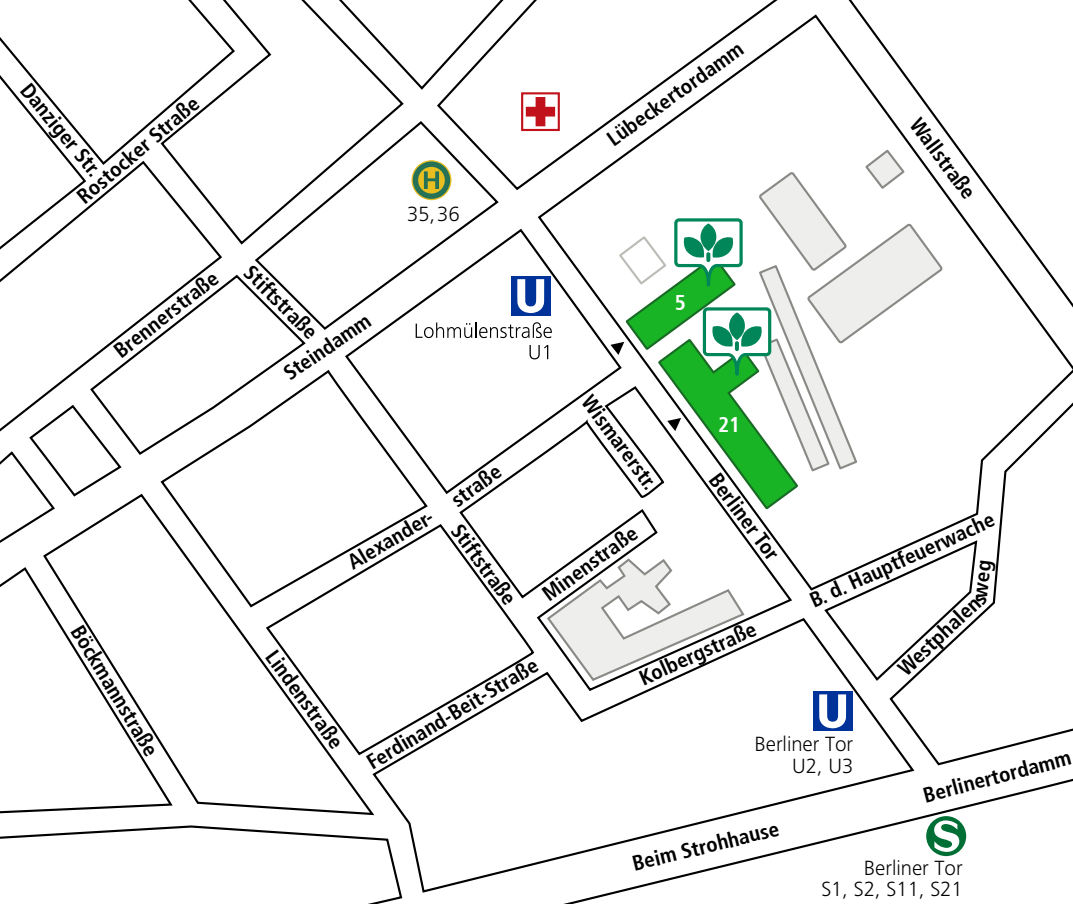 Danziger Str.
Rostocker Straße
H
35,36
Lübeckertordamm
Wallstraße
Stiftstraße
Brennerstraße
Steindamm
U
Lohmülenstraße
U1
5
21
Wismarerstr.
Berliner Tor
Alexander-
straße
Stiftstraße
Minenstraße
B. d. Hauptfeuerwache
Westphalensweg
Kolbergstraße
Böckmannstraße
Lindenstraße
Ferdinand-Beit-Straße
U
Berliner Tor
U2, U3
Berlinertordamm
Beim Strohhause
S
Berliner Tor
S1, S2, S11, S21